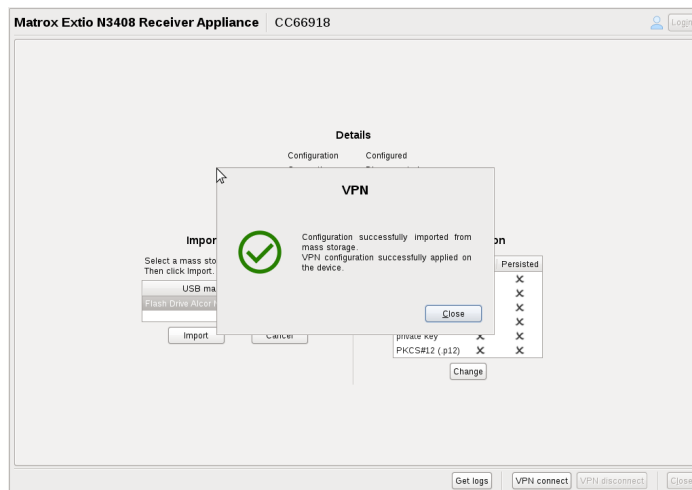 Matrox Extio N3408 Receiver Appliance CC66918
Login
Details
Configuration Configured
VPN
Configuration successfully imported from
mass storage.
VPN configuration successfully applied on
the device.
Close
Impor
Select a mass sto
Then click Import.
USB ma
Flash Drive Alcor
Import Cancel
on
Persisted
private key
PKCS#12 (.p12)
Change
Get logs VPN connect VPN disconnect Close